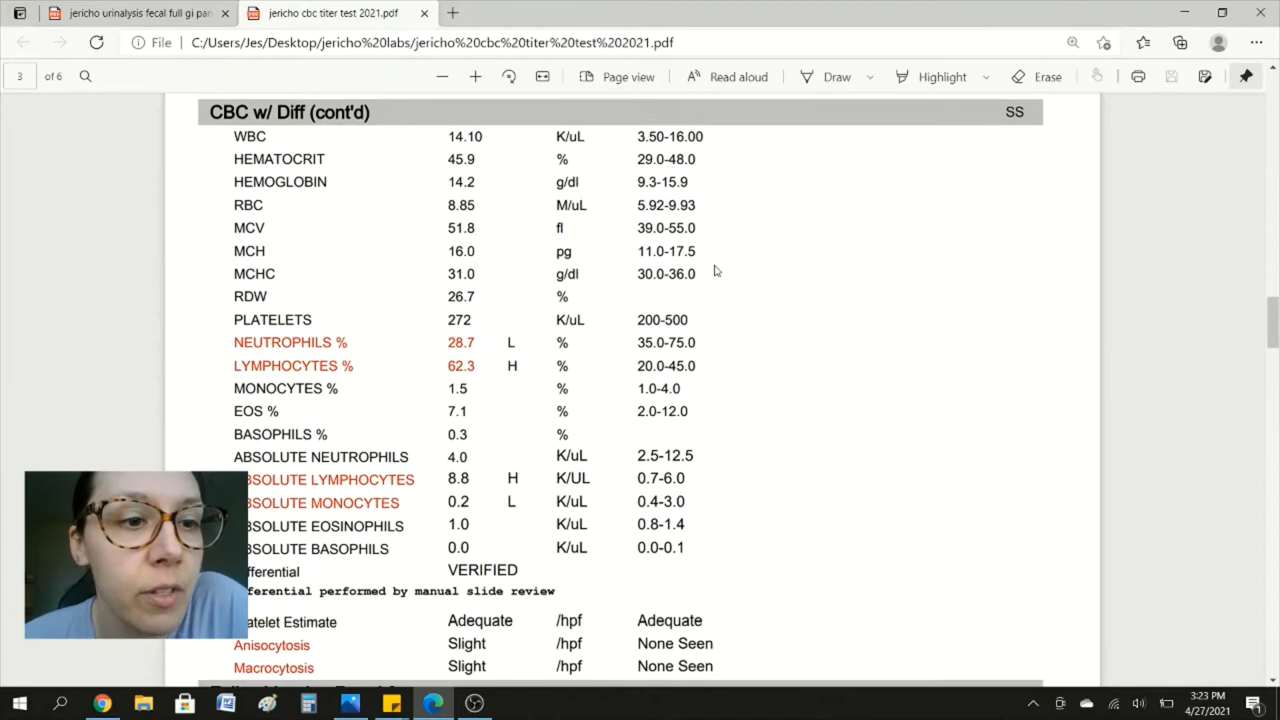 jericho urinalysis fecal full gi pan
jericho cbc titer test 2021.pdf
File C:/Users/Jes/Desktop/jericho%20labs/jericho%20cbc%20titer%20test%202021.pdf
3 of 6 Page view Read aloud Draw Highlight Erase
CBC w/ Diff (cont'd) SS
WBC 14.10 K/uL 3.50-16.00
HEMATOCRIT 45.9 % 29.0-48.0
HEMOGLOBIN 14.2 g/dl 9.3-15.9
RBC 8.85 M/uL 5.92-9.93
MCV 51.8 fl 39.0-55.0
MCH 16.0 pg 11.0-17.5
MCHC 31.0 g/dl 30.0-36.0
RDW 26.7 %
PLATELETS 272 K/uL 200-500
NEUTROPHILS % 28.7 L % 35.0-75.0
LYMPHOCYTES % 62.3 H % 20.0-45.0
MONOCYTES % 1.5 % 1.0-4.0
EOS % 7.1 % 2.0-12.0
BASOPHILS % 0.3 %
ABSOLUTE NEUTROPHILS 4.0 K/uL 2.5-12.5
BSOLUTE LYMPHOCYTES 8.8 H K/UL 0.7-6.0
BSOLUTE MONOCYTES 0.2 L K/uL 0.4-3.0
BSOLUTE EOSINOPHILS 1.0 K/uL 0.8-1.4
BSOLUTE BASOPHILS 0.0 K/uL 0.0-0.1
ifferential VERIFIED
ifferential performed by manual slide review
latelet Estimate Adequate /hpf Adequate
Anisocytosis Slight /hpf None Seen
Macrocytosis Slight /hpf None Seen
3:23 PM
4/27/2021